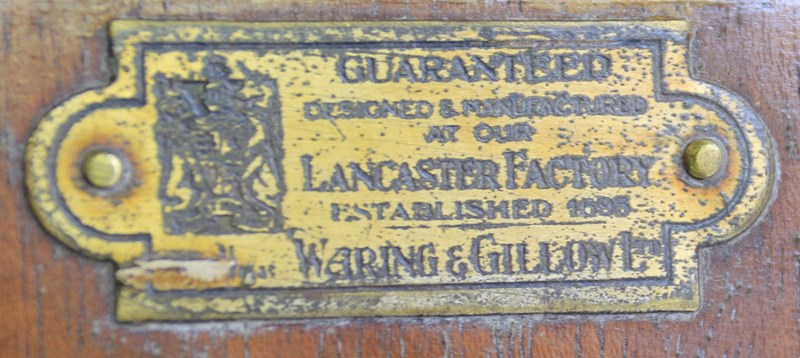 GUARANTEED
DESIGNED & MANUFACTURED
AT OUR
LANCASTER FACTORY
ESTABLISHED 1695
WARING & GILLOW LTD